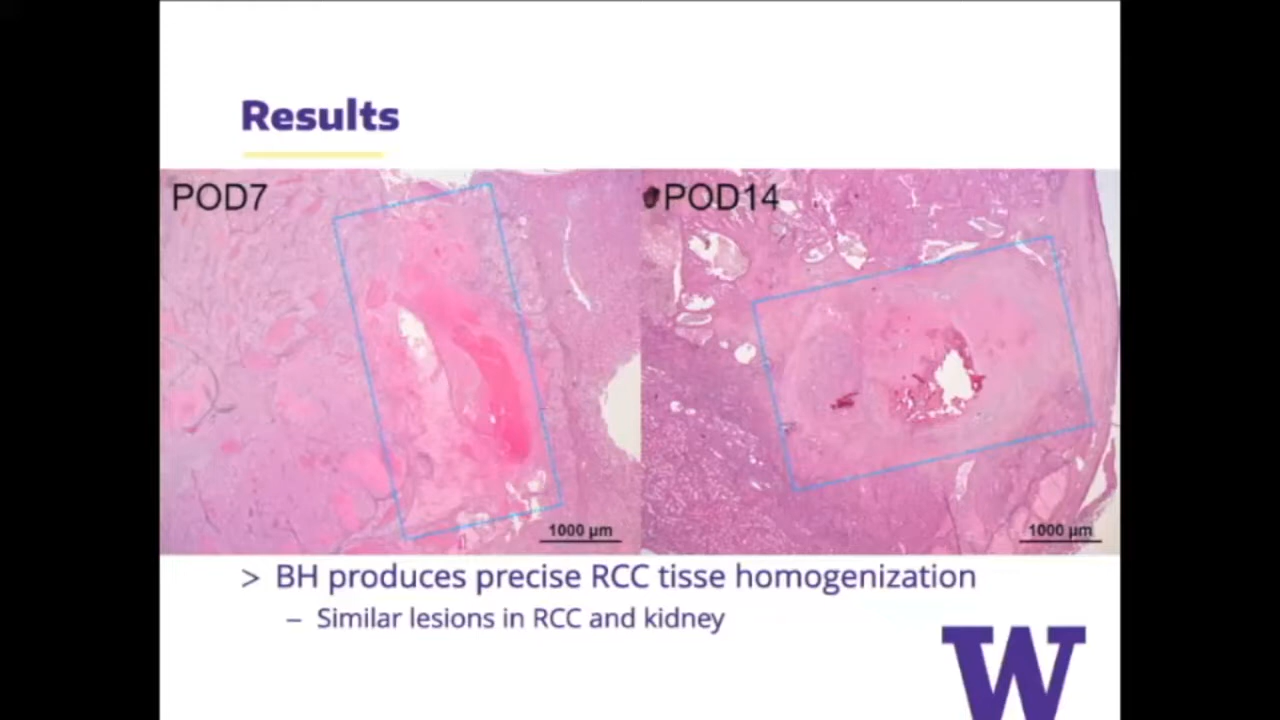 Results
POD7
POD14
1000 µm
1000 µm
> BH produces precise RCC tisse homogenization
– Similar lesions in RCC and kidney
W